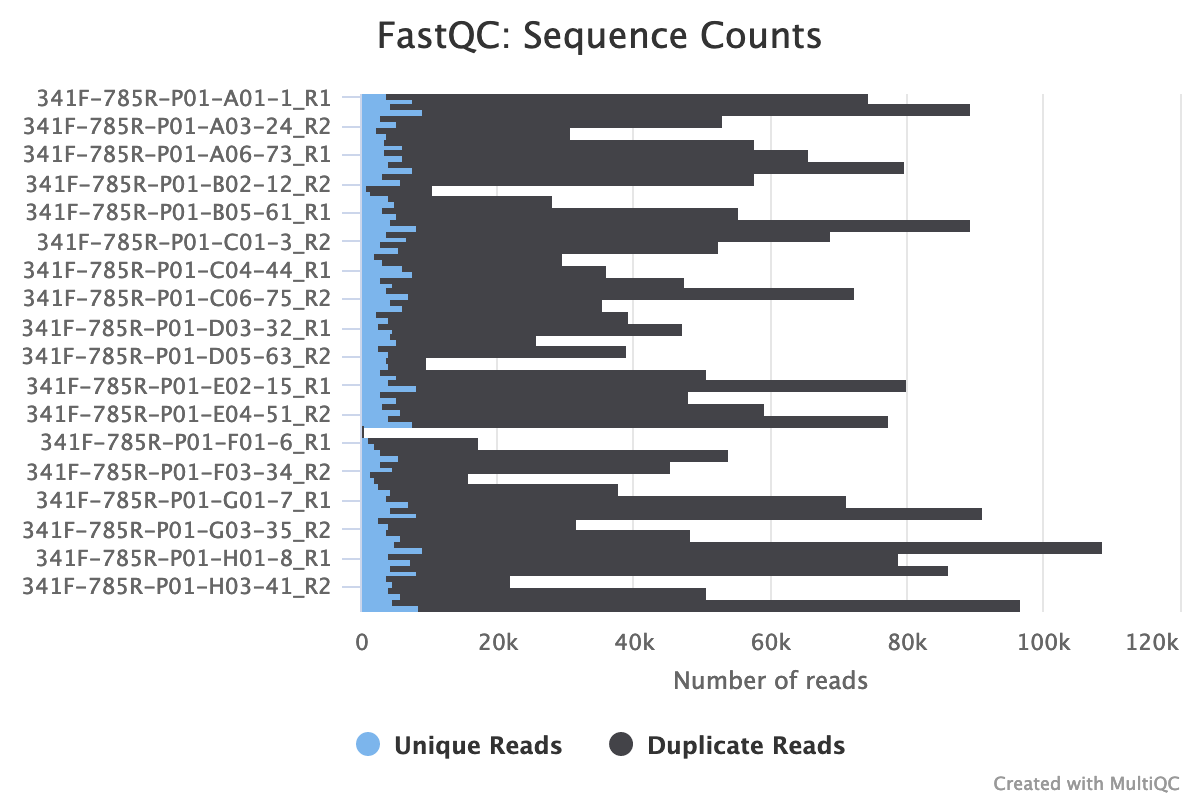 FastQC: Sequence Counts
341F-785R-P01-A01-1_R1
341F-785R-P01-A03-24_R2
341F-785R-P01-A06-73_R1
341F-785R-P01-B02-12_R2
341F-785R-P01-B05-61_R1
341F-785R-P01-C01-3_R2
341F-785R-P01-C04-44_R1
341F-785R-P01-C06-75_R2
341F-785R-P01-D03-32_R1
341F-785R-P01-D05-63_R2
341F-785R-P01-E02-15_R1
341F-785R-P01-E04-51_R2
341F-785R-P01-F01-6_R1
341F-785R-P01-F03-34_R2
341F-785R-P01-G01-7_R1
341F-785R-P01-G03-35_R2
341F-785R-P01-H01-8_R1
341F-785R-P01-H03-41_R2
0 20k 40k 60k 80k 100k 120k
Number of reads
Unique Reads Duplicate Reads
Created with MultiQC